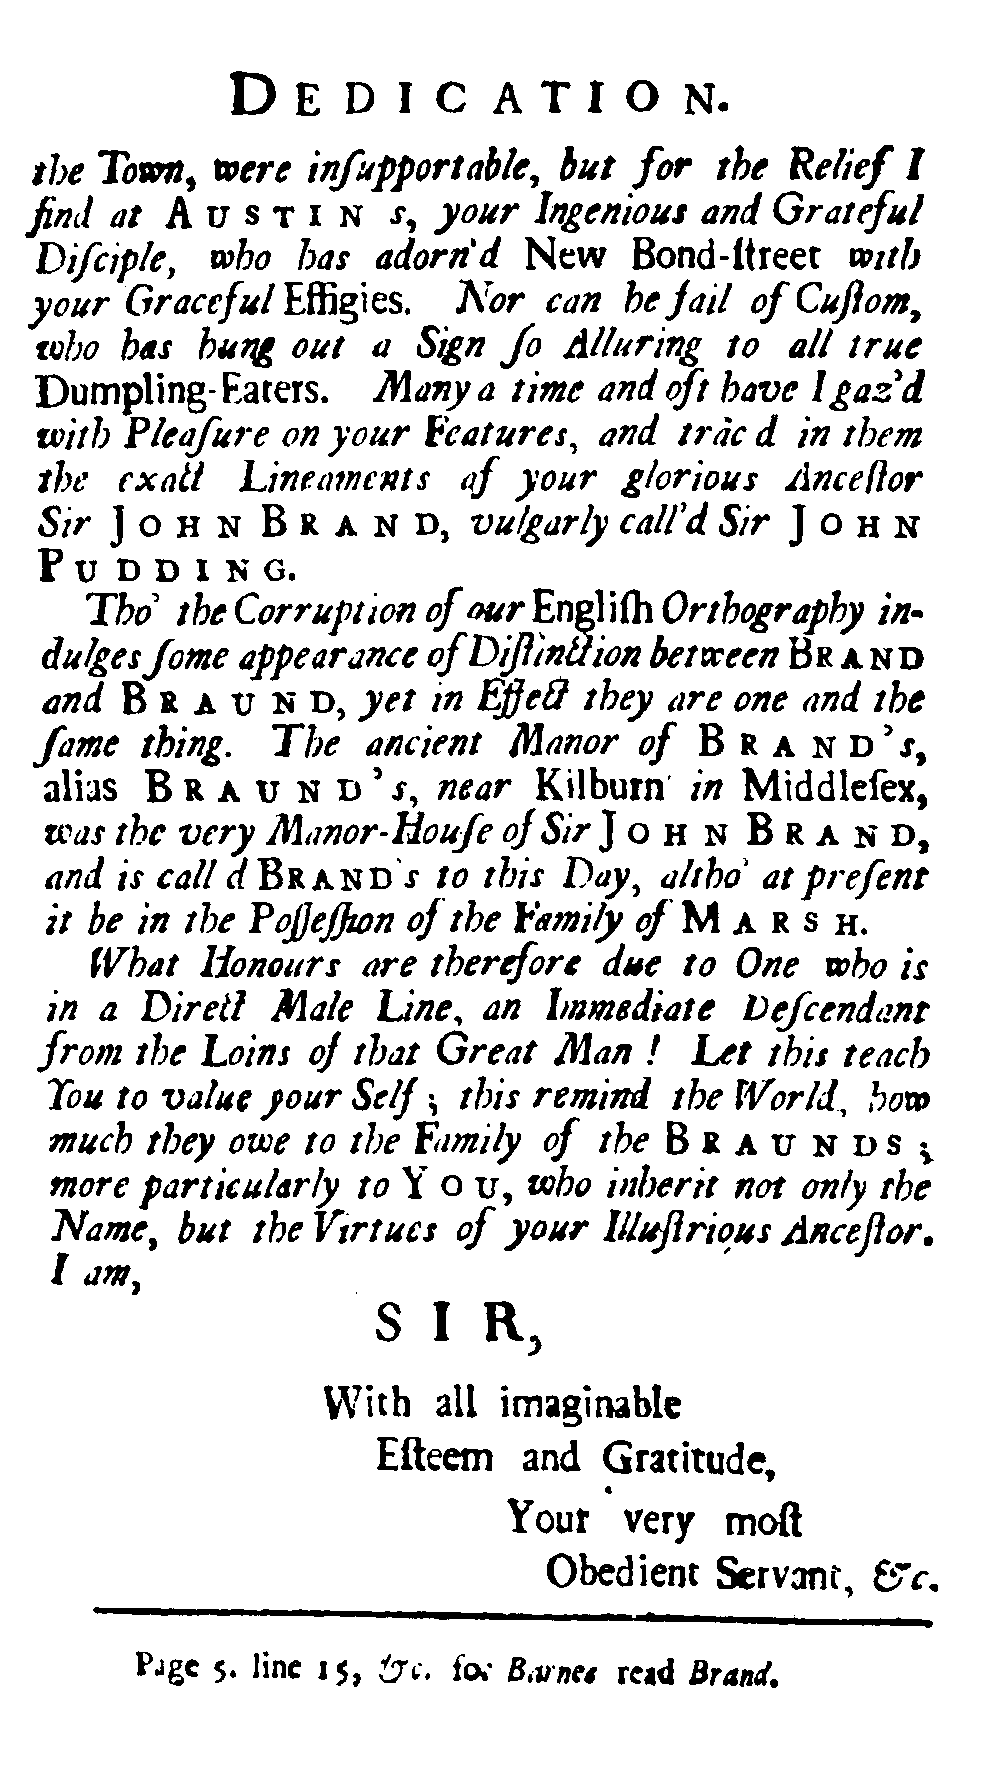 DEDICATION.
the Town, were inſupportable, but for the Relief I
find at AUSTIN s, your Ingenious and Grateful
Diſciple, who has adorn'd New Bond-ſtreet with
your Graceful Effigies. Nor can he fail of Cuſtom,
who has hung out a Sign ſo Alluring to all true
Dumpling-Eaters. Many a time and oft have I gaz'd
with Pleaſure on your Features, and trac'd in them
the exact Lineaments of your glorious Anceſtor
Sir JOHN BRAND, vulgarly call'd Sir JOHN
PUDDING.
Tho' the Corruption of our Engliſh Orthography in-
dulges ſome appearance of Diſtinction between BRAND
and BRAUND, yet in Effect they are one and the
ſame thing. The ancient Manor of BRAND's,
alias BRAUND's, near Kilburn in Middleſex,
was the very Manor-Houſe of Sir JOHN BRAND,
and is call'd BRAND's to this Day, altho' at preſent
it be in the Poſſeſſion of the Family of MARSH.
What Honours are therefore due to One who is
in a Direct Male Line, an Immediate Deſcendant
from the Loins of that Great Man! Let this teach
You to value your Self; this remind the World, how
much they owe to the Family of the BRAUNDS;
more particularly to YOU, who inherit not only the
Name, but the Virtues of your Illuſtrious Anceſtor.
I am,
SIR,
With all imaginable
Eſteem and Gratitude,
Your very moſt
Obedient Servant, &c.
Page 5. line 15, &c. for Barnes read Brand.